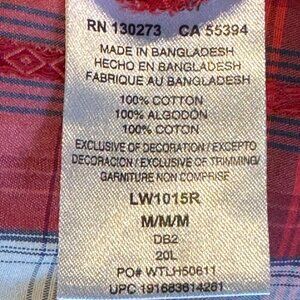 RN 130273 CA 55394
MADE IN BANGLADESH
HECHO EN BANGLADESH
FABRIQUE AU BANGLADESH
100% COTTON
100% ALGODÓN
100% COTON
EXCLUSIVE OF DECORATION/EXCEPTO
DECORACION/EXCLUSIVE OF TRIMMING/
GARNITURE NON COMPRISE
LW1015R
M/M/M
DB2
20L
PO# WTLH50611
UPC 191683614261